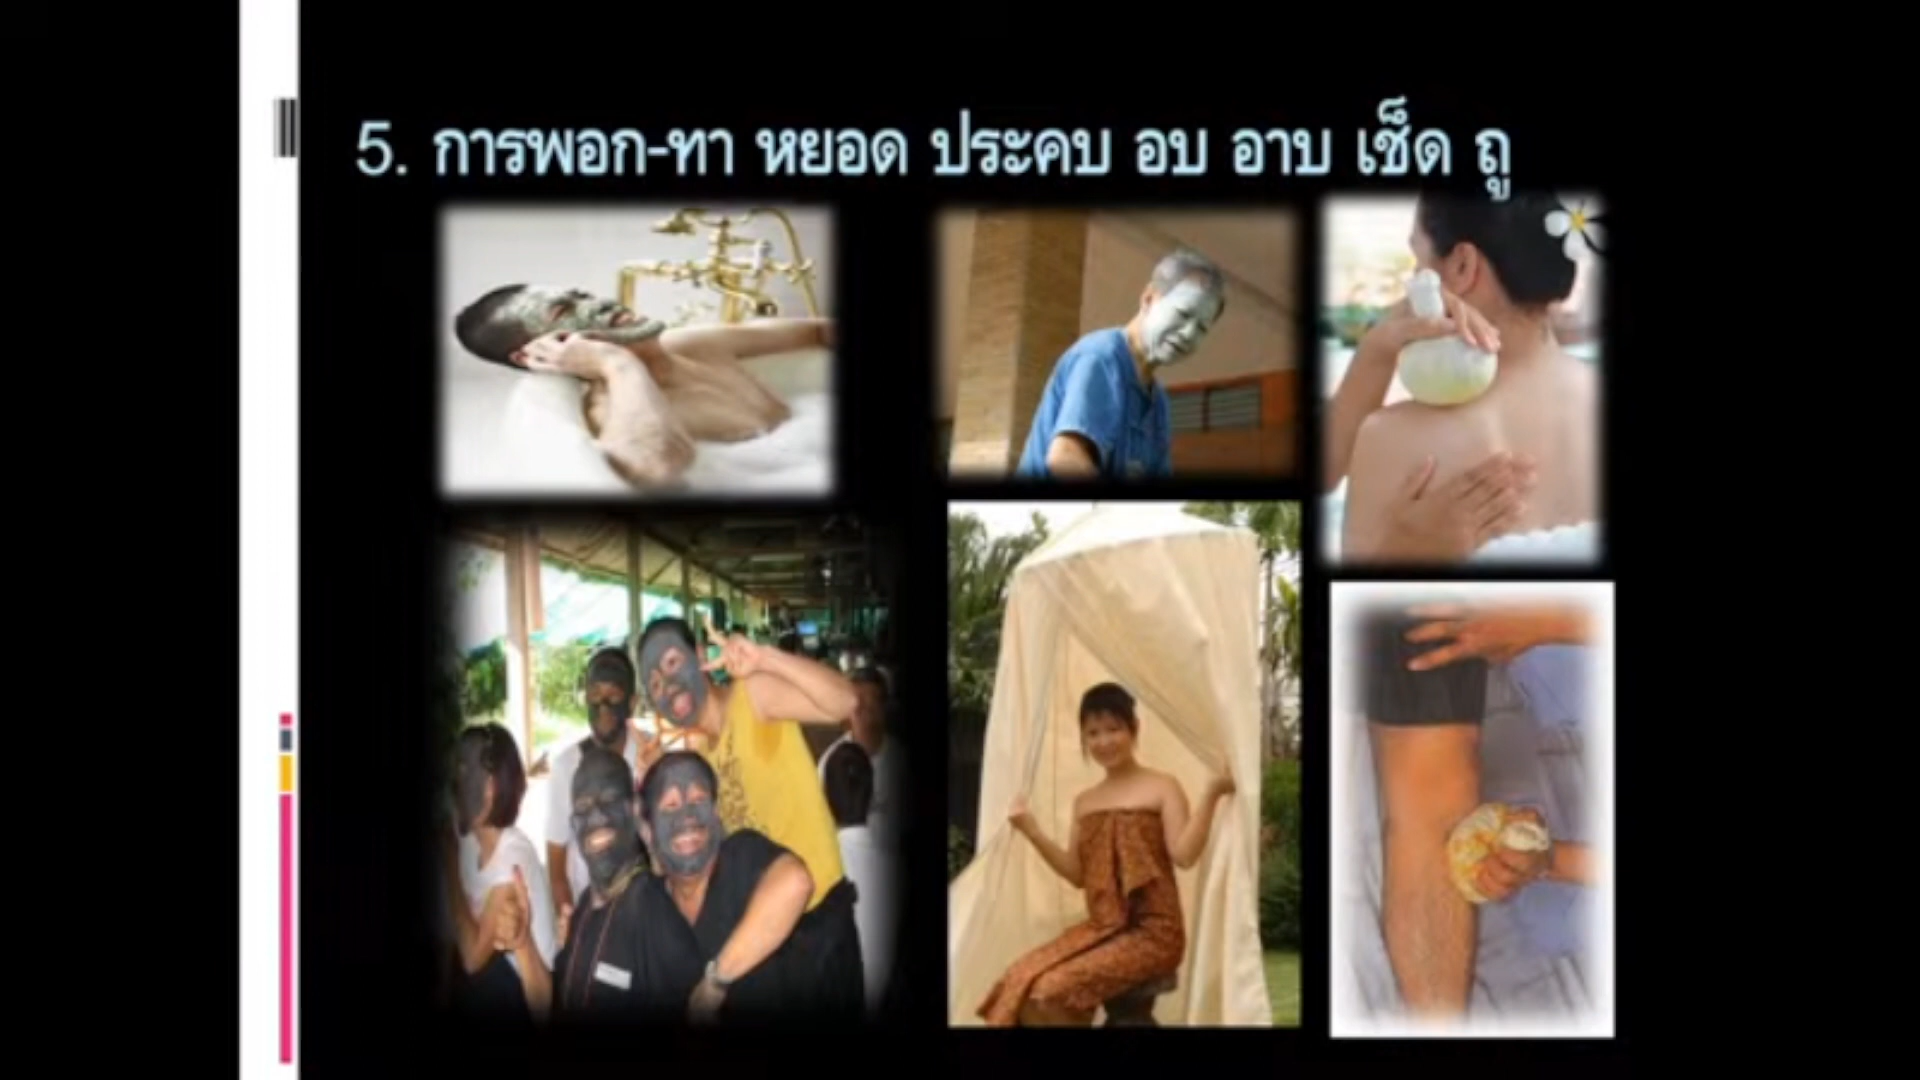 5. การพอก-ทา หยอด ประคบ อบ อาบ เช็ด ถู